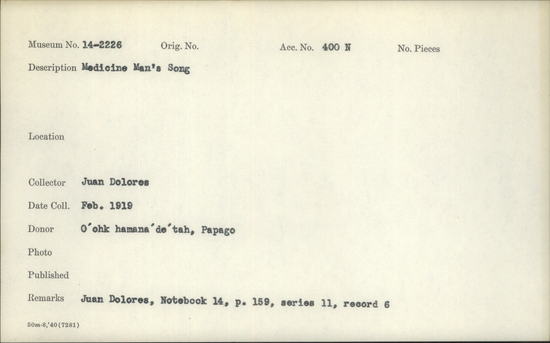 Museum No. 14-2226 Orig. No. Acc. No. 400 N No. Pieces
Description Medicine Man's Song
Location
Collector Juan Dolores
Date Coll. Feb. 1919
Donor O´ohk hamana´de´tah, Papago
Photo
Published
Remarks Juan Dolores, Notebook 14, p. 159, series 11, record 6
50m-8,'40(7281)